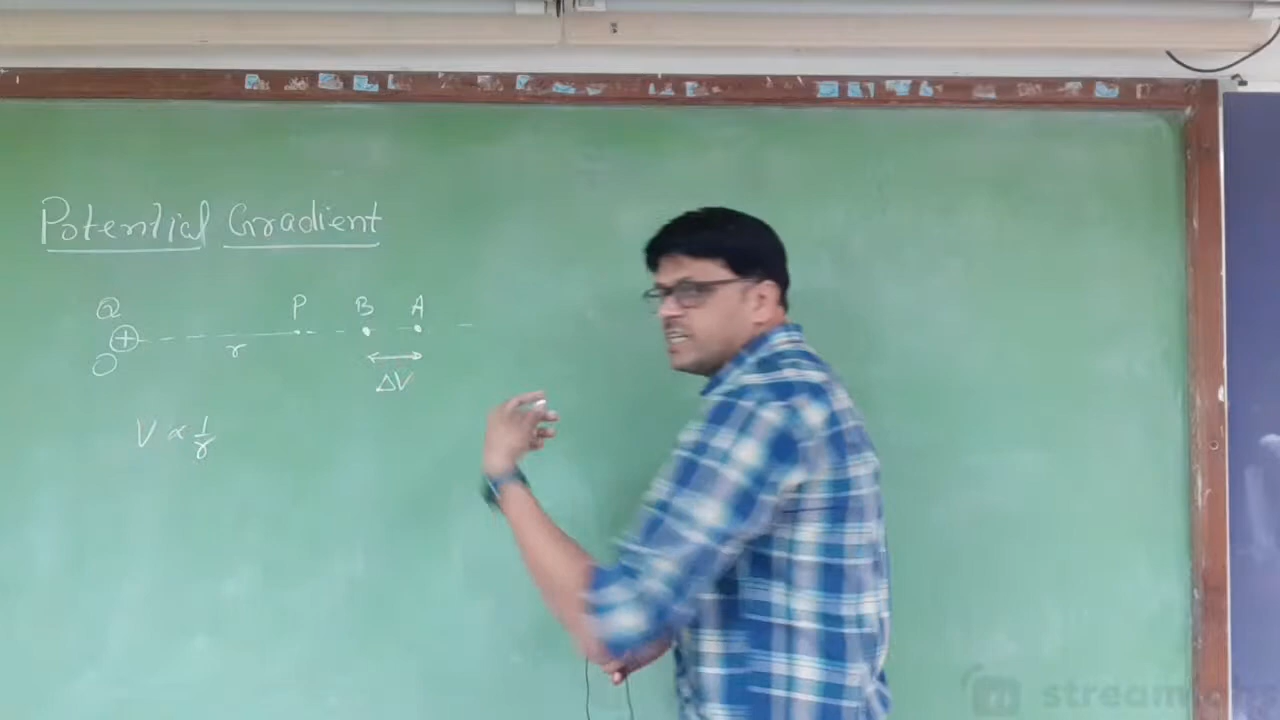 Potential Gradient
Q P B A
+
O r
ΔV
V ∝ 1/r